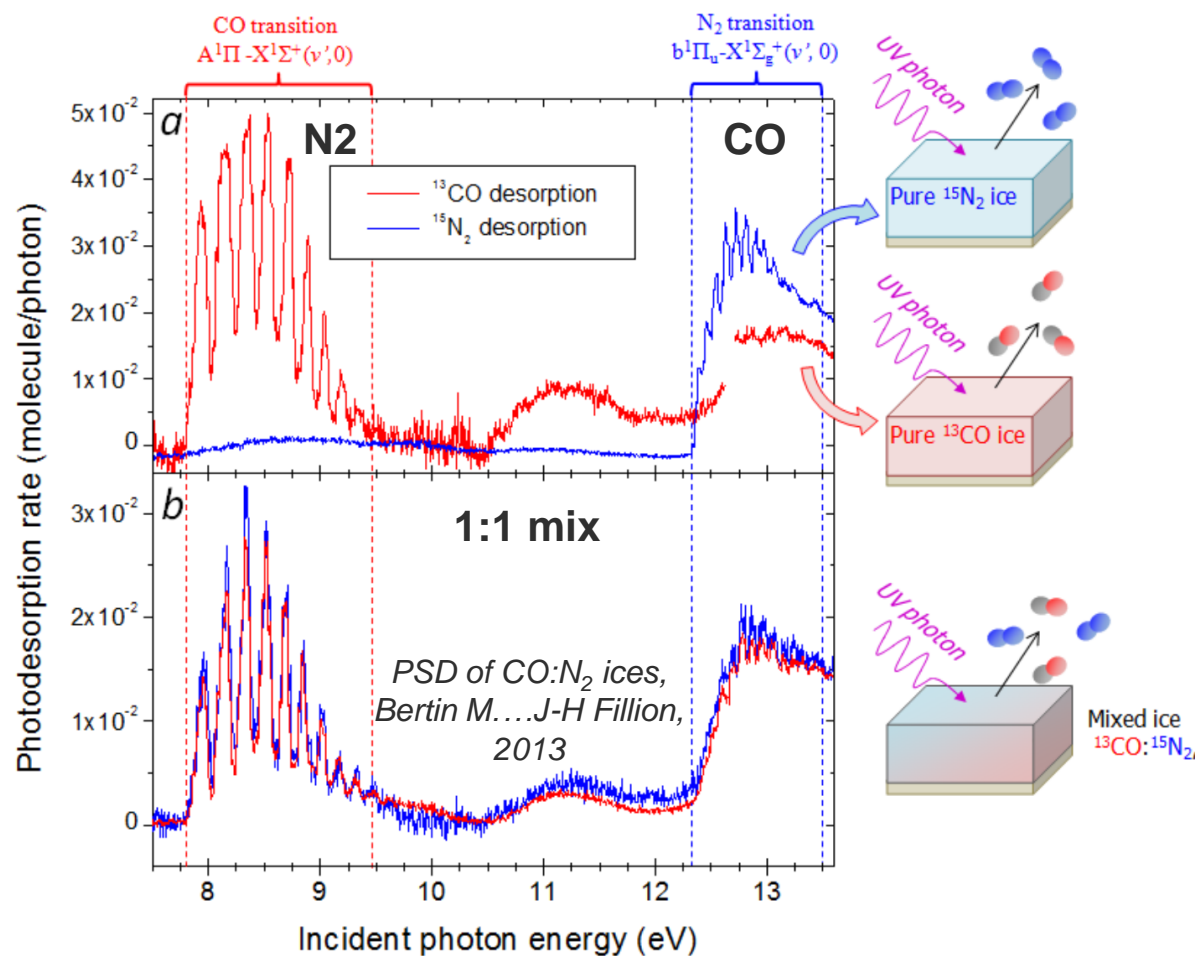 CO transition
A¹Π -X¹Σ⁺(v',0)
N₂ transition
b¹Πᵤ-X¹Σg⁺(v', 0)
a
N2
CO
¹³CO desorption
¹⁵N₂ desorption
5x10⁻²
4x10⁻²
3x10⁻²
2x10⁻²
1x10⁻²
0
b
1:1 mix
3x10⁻²
2x10⁻²
1x10⁻²
0
PSD of CO:N₂ ices,
Bertin M....J-H Fillion,
2013
8 9 10 11 12 13
Incident photon energy (eV)
Photodesorption rate (molecule/photon)
UV photon
Pure ¹⁵N₂ ice
UV photon
Pure ¹³CO ice
UV photon
Mixed ice
¹³CO:¹⁵N₂